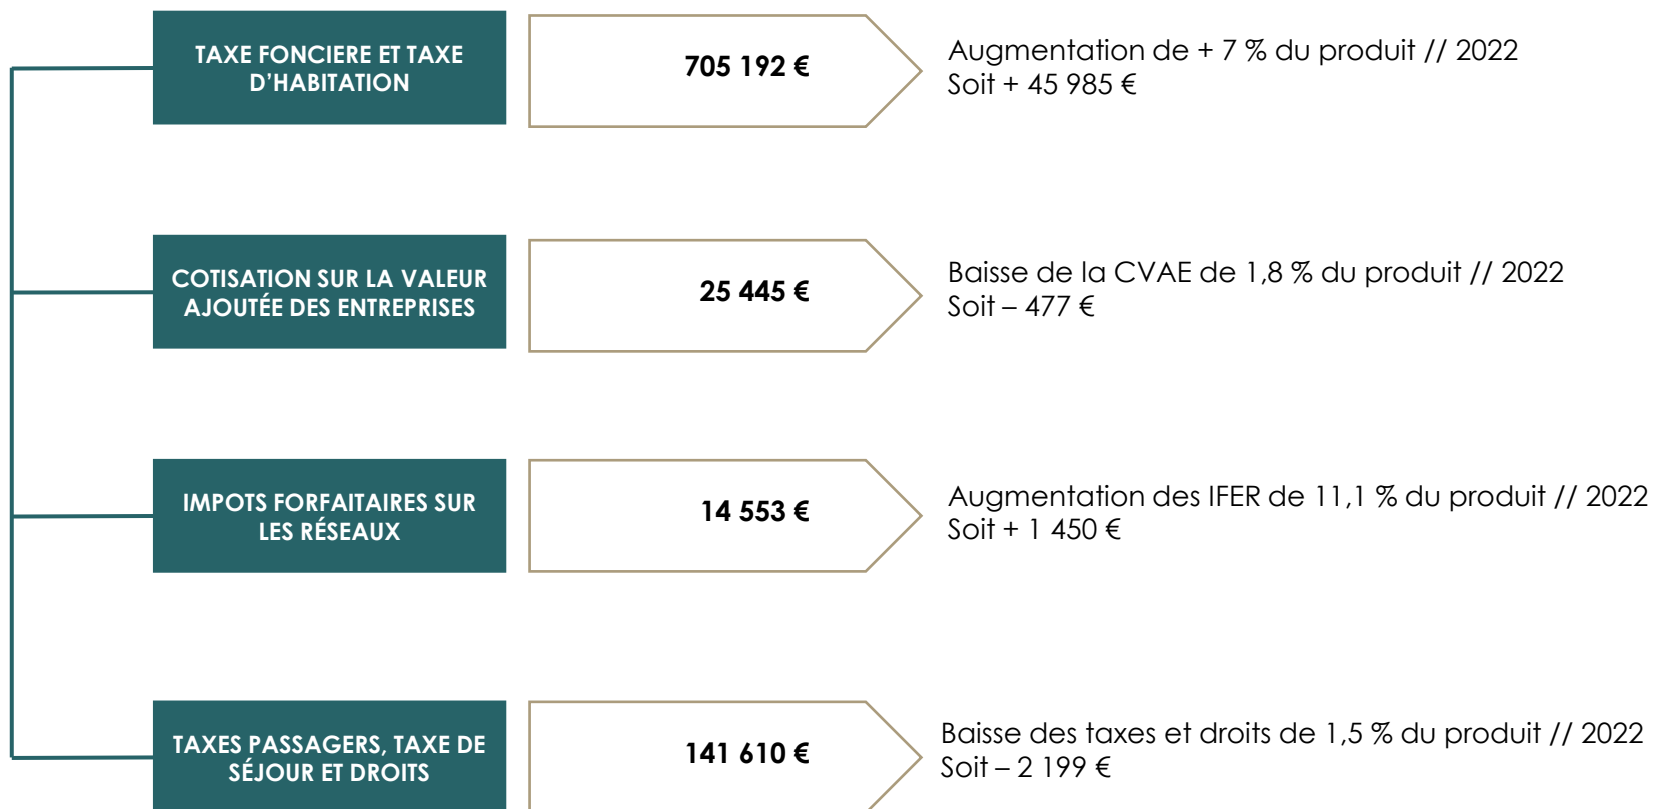 TAXE FONCIERE ET TAXE
D'HABITATION
705 192 €
Augmentation de + 7 % du produit // 2022
Soit + 45 985 €
COTISATION SUR LA VALEUR
AJOUTÉE DES ENTREPRISES
25 445 €
Baisse de la CVAE de 1,8 % du produit // 2022
Soit – 477 €
IMPOTS FORFAITAIRES SUR
LES RÉSEAUX
14 553 €
Augmentation des IFER de 11,1 % du produit // 2022
Soit + 1 450 €
TAXES PASSAGERS, TAXE DE
SÉJOUR ET DROITS
141 610 €
Baisse des taxes et droits de 1,5 % du produit // 2022
Soit – 2 199 €